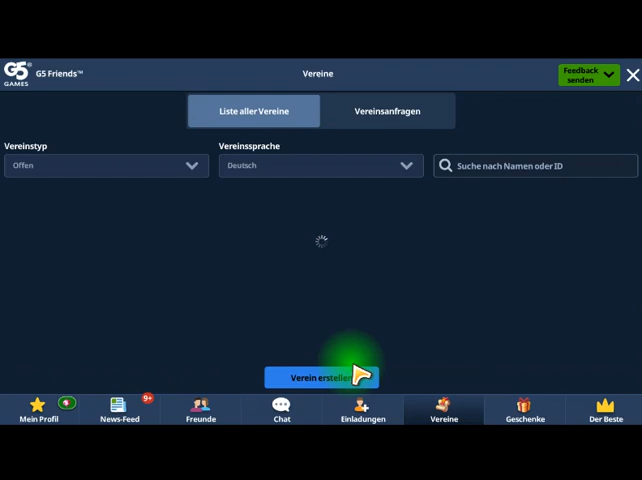 G5 GAMES
G5 Friends™
Vereine
Feedback
senden
Liste aller Vereine
Vereinsanfragen
Vereinstyp
Vereinssprache
Offen
Deutsch
Suche nach Namen oder ID
Verein erstellen
9+
Mein Profil
News-Feed
Freunde
Chat
Einladungen
Vereine
Geschenke
Der Beste